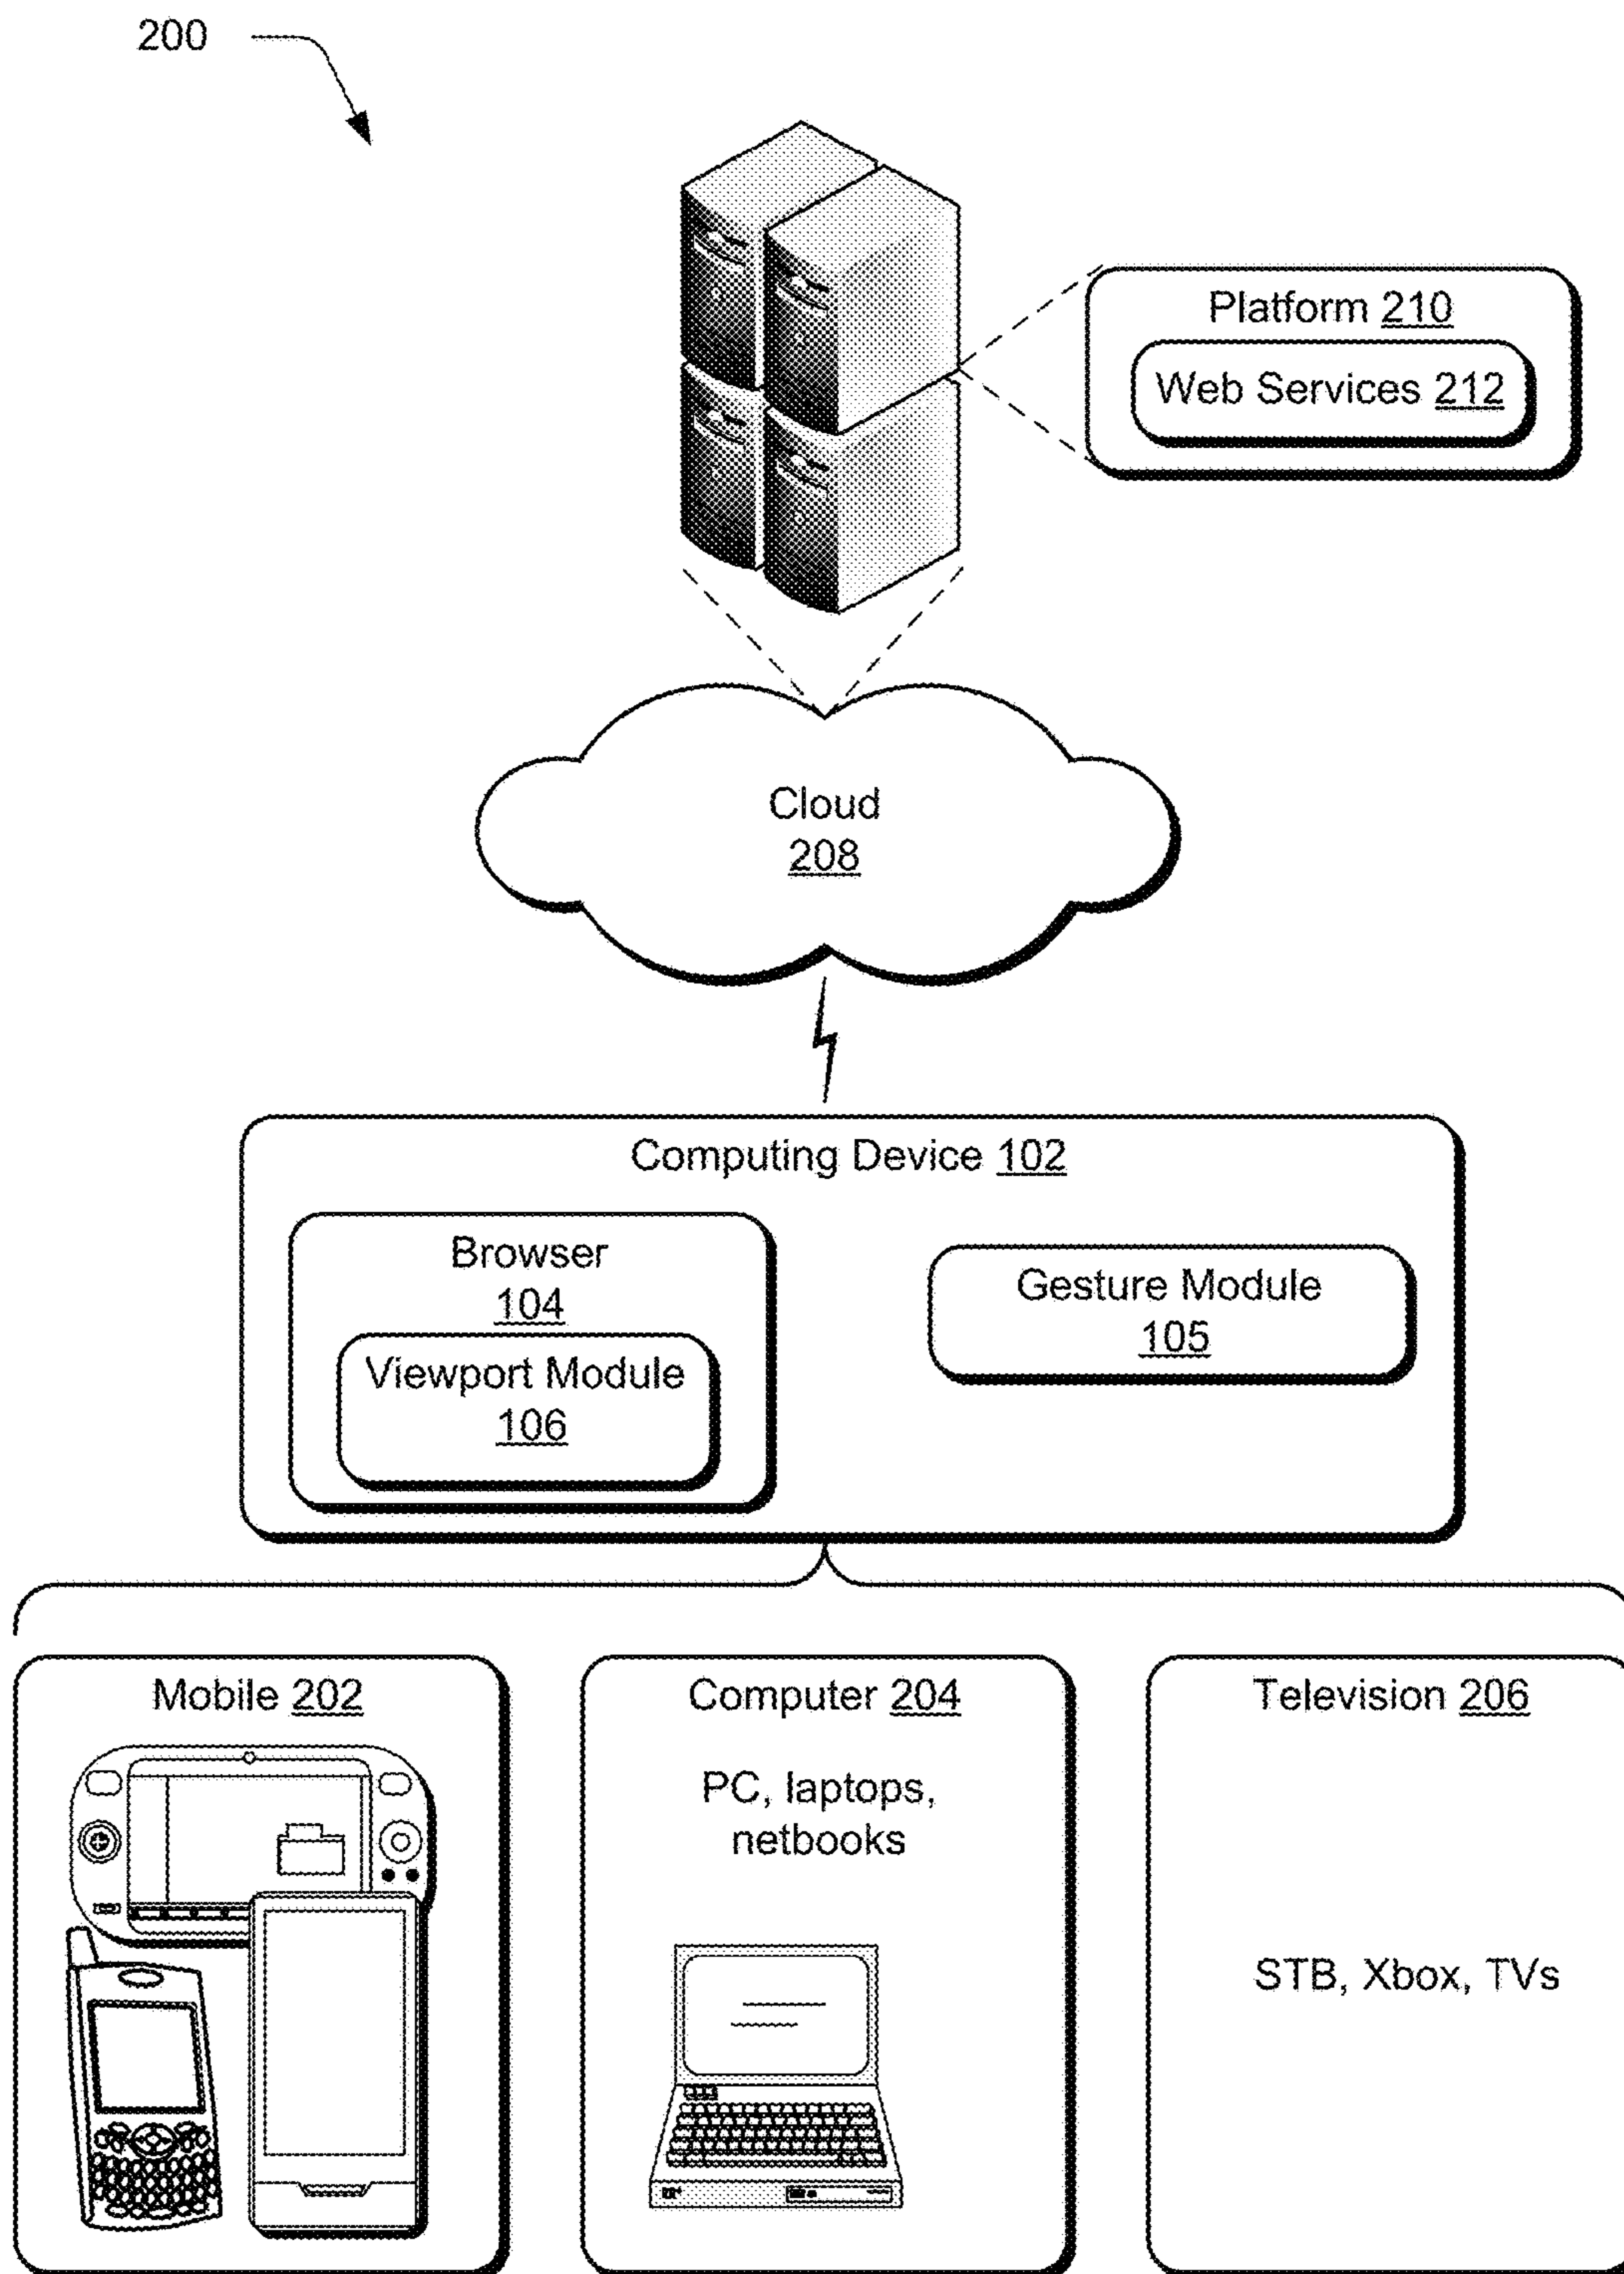 200
Platform 210
Web Services 212
Cloud
208
Computing Device 102
Browser
104
Gesture Module
105
Viewport Module
106
Mobile 202
Computer 204
PC, laptops,
netbooks
Television 206
STB, Xbox, TVs